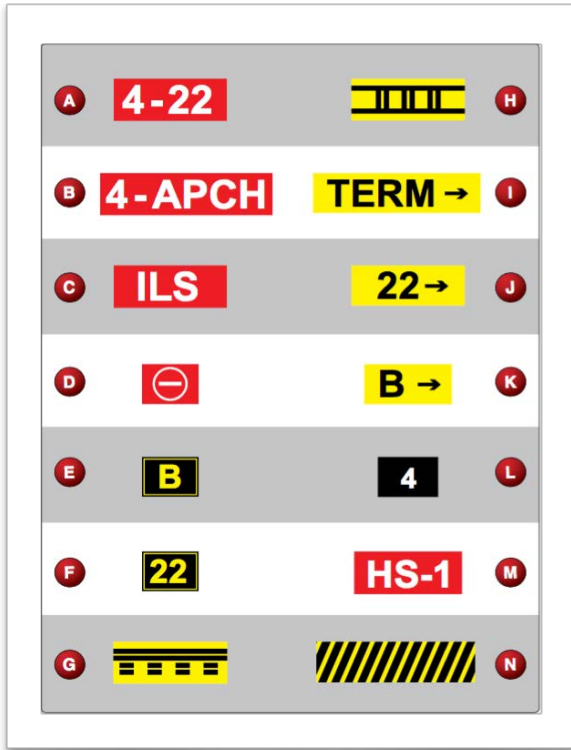 A 4-22 H
B 4-APCH TERM → I
C ILS 22→ J
D K B →
E B 4 L
F 22 HS-1 M
G N